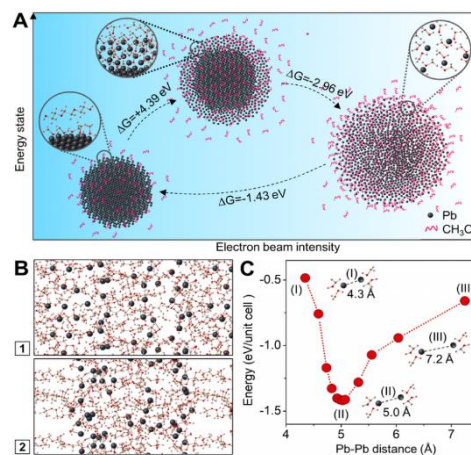 A
Energy state
ΔG=+4.39 eV
ΔG=-2.96 eV
ΔG=-1.43 eV
Pb
CH₃C
Electron beam intensity
B
1
2
C
Energy (eV/unit cell)
-0.5
-1.0
-1.5
(I)
(I)
4.3 Å
(III
7.2 Å
(II)
(II)
5.0 Å
4
5
6
7
Pb-Pb distance (Å)